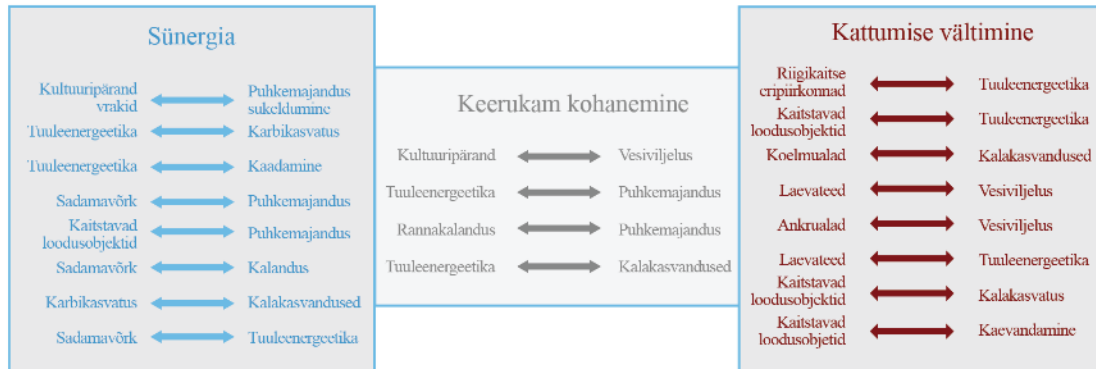 Sünergia
Kultuuripärand
vrakid
Puhkemajandus
sukeldumine
Tuuleenergeetika
Karbikasvatus
Tuuleenergeetika
Kaadamine
Sadamavõrk
Puhkemajandus
Kaitstavad
loodusobjektid
Puhkemajandus
Sadamavõrk
Kalandus
Karbikasvatus
Kalakasvandused
Sadamavõrk
Tuuleenergeetika
Keerukam kohanemine
Kultuuripärand
Vesiviljelus
Tuuleenergeetika
Puhkemajandus
Rannakalandus
Puhkemajandus
Tuuleenergeetika
Kalakasvandused
Kattumise vältimine
Riigikaitse
eripiirkonnad
Tuuleenergeetika
Kaitstavad
loodusobjektid
Tuuleenergeetika
Koelmualad
Kalakasvandused
Laevateed
Vesiviljelus
Ankrualad
Vesiviljelus
Laevateed
Tuuleenergeetika
Kaitstavad
loodusobjektid
Kalakasvatus
Kaitstavad
loodusobjetid
Kaevandamine